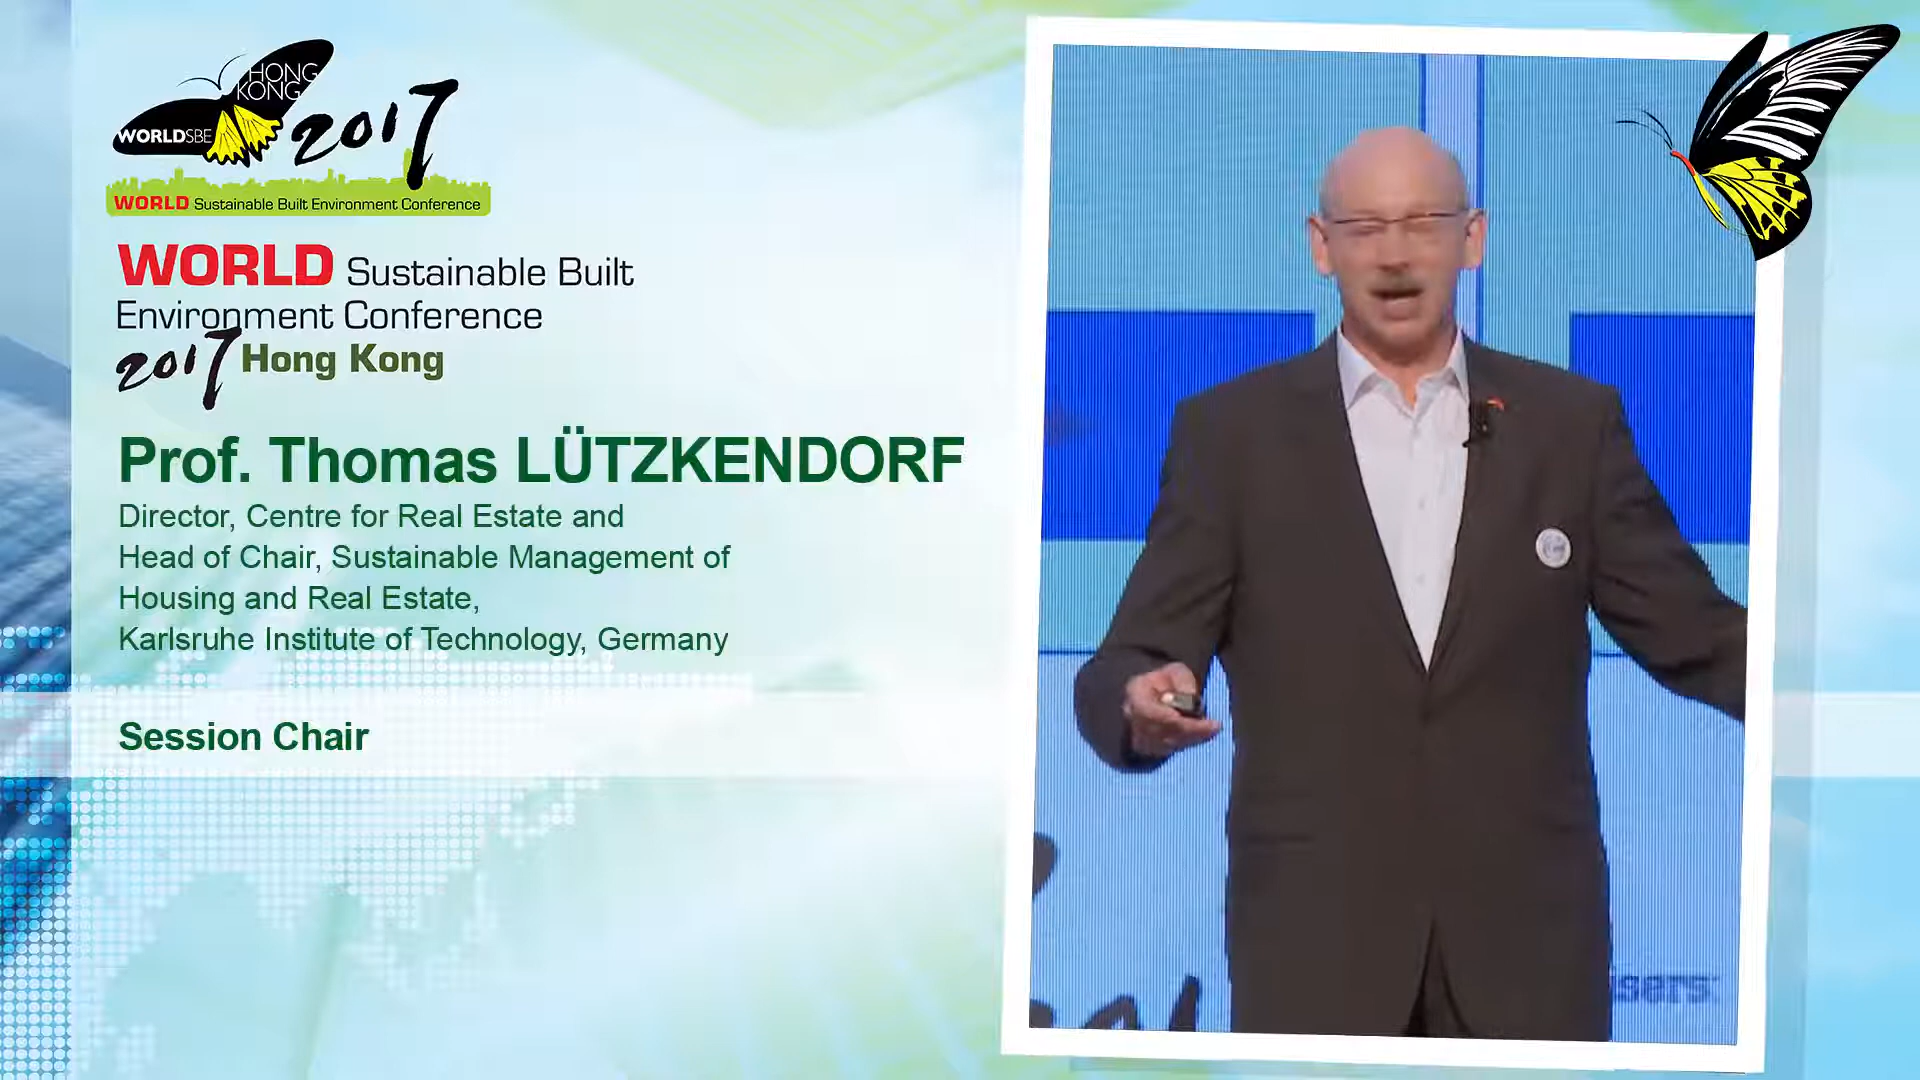 HONG
KONG
2017
WORLDSBE
WORLD Sustainable Built Environment Conference
WORLD Sustainable Built
Environment Conference
2017 Hong Kong
Prof. Thomas LÜTZKENDORF
Director, Centre for Real Estate and
Head of Chair, Sustainable Management of
Housing and Real Estate,
Karlsruhe Institute of Technology, Germany
Session Chair